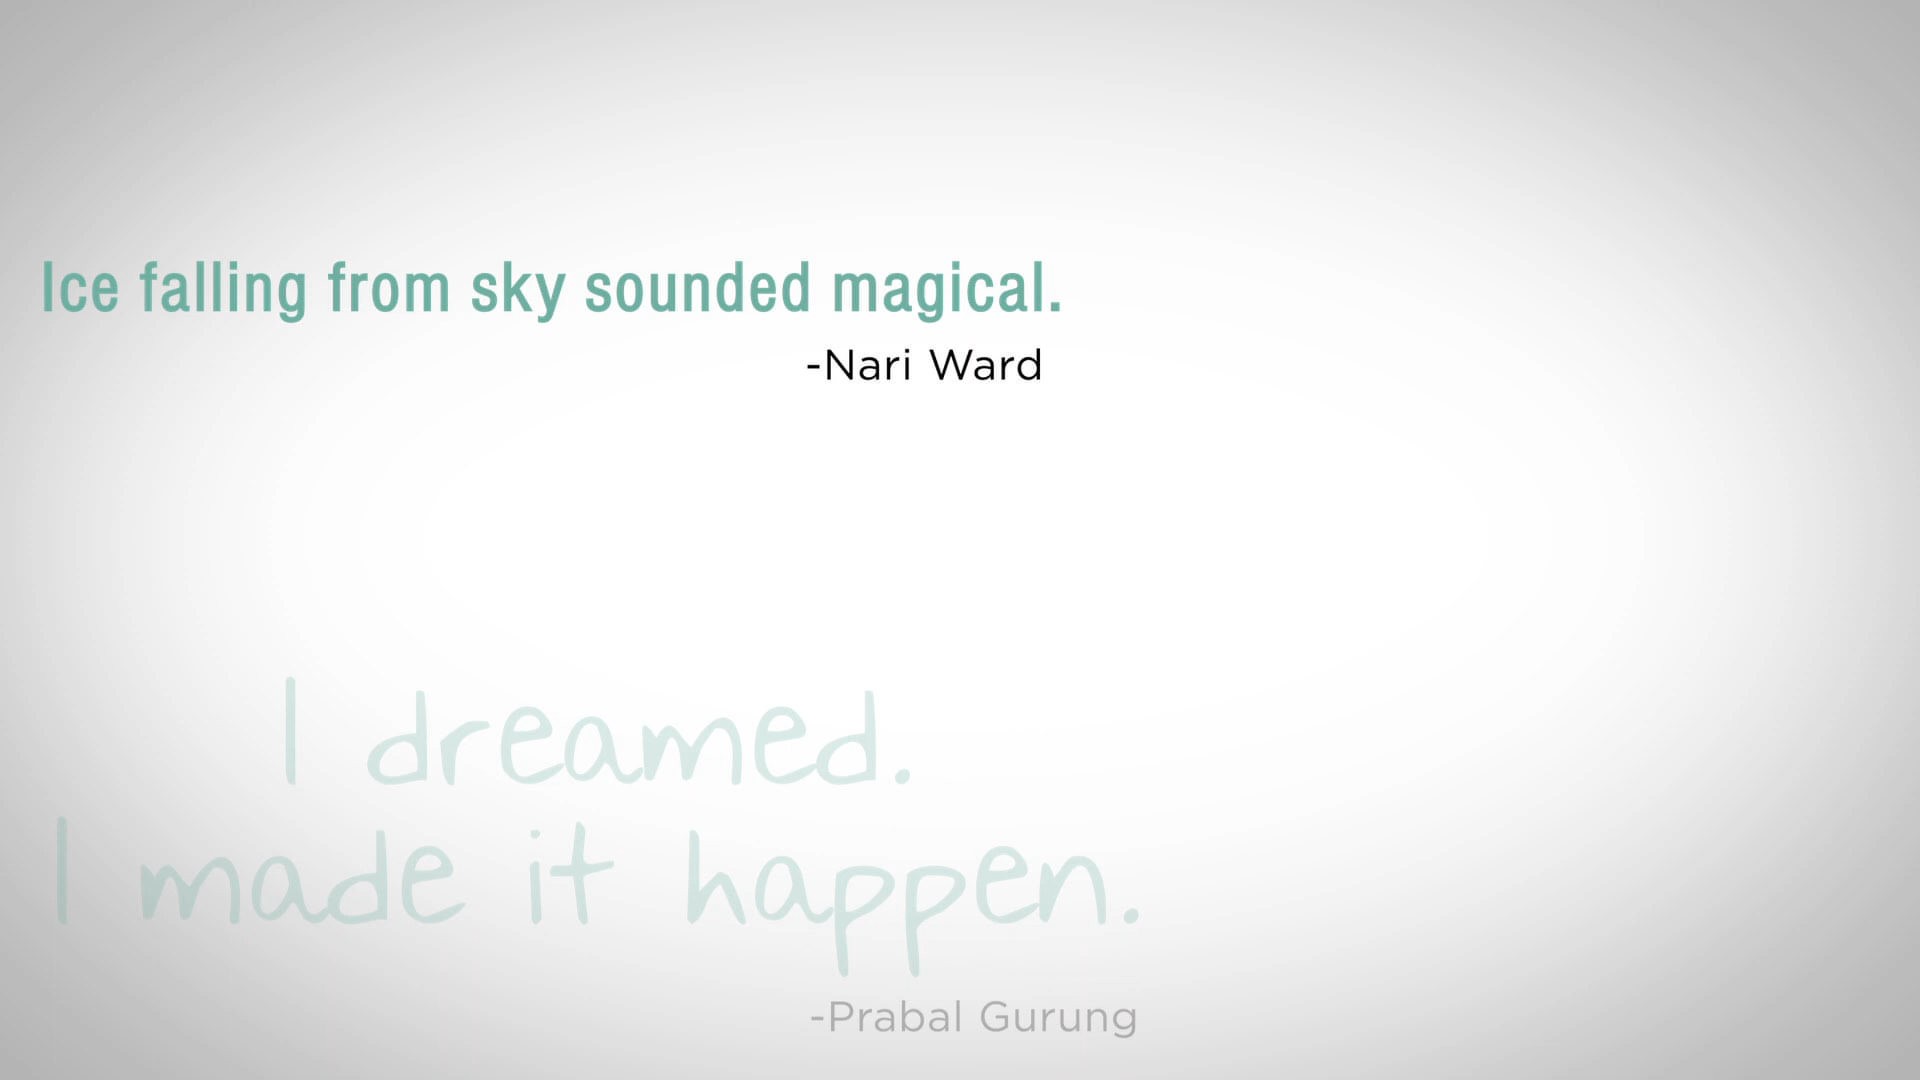 Ice falling from sky sounded magical.
-Nari Ward
I dreamed.
I made it happen.
-Prabal Gurung